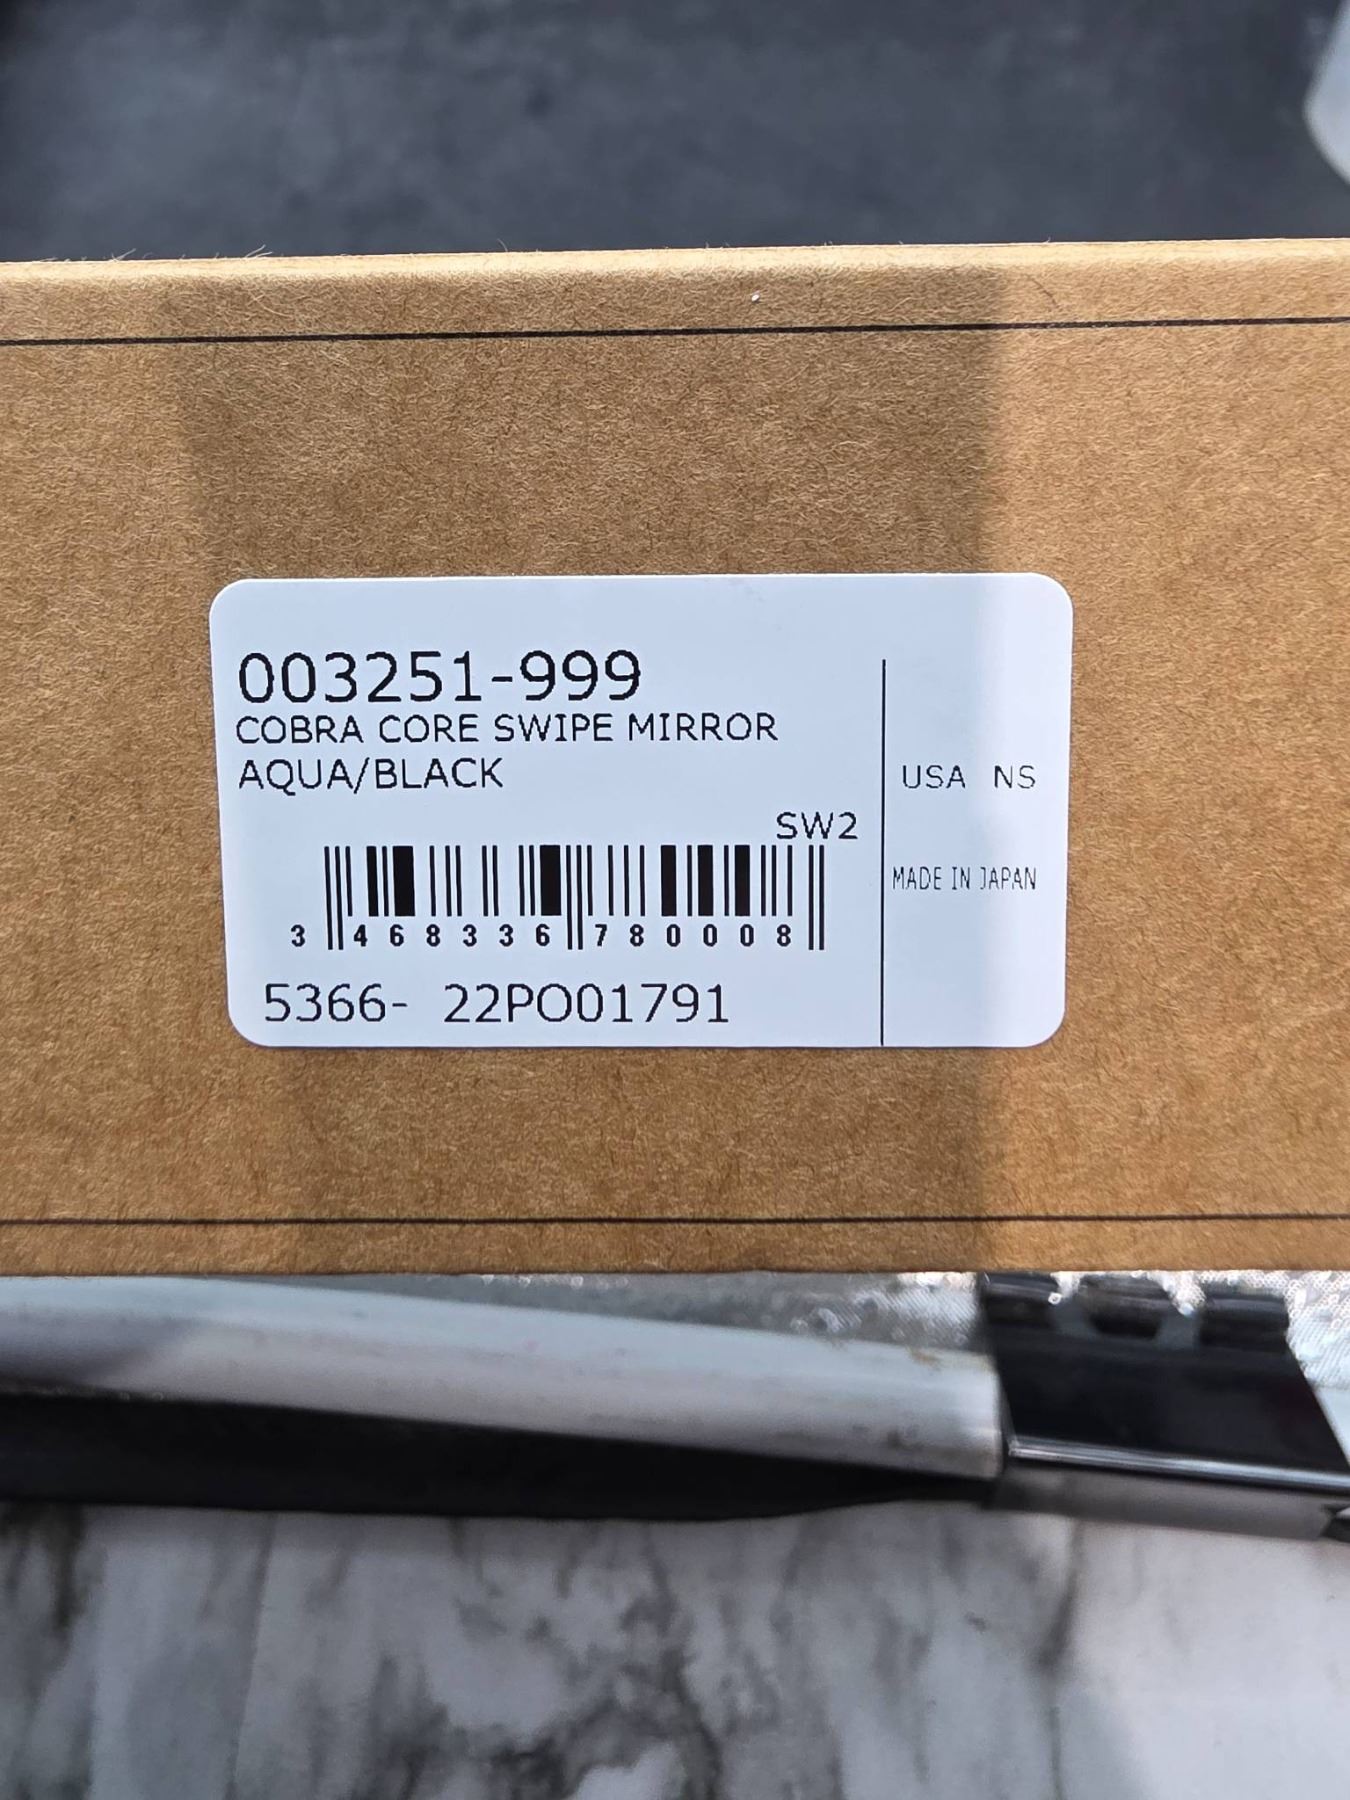 003251-999
COBRA CORE SWIPE MIRROR
AQUA/BLACK
SW2
3 468336 780008
5366- 22PO01791
USA NS
MADE IN JAPAN